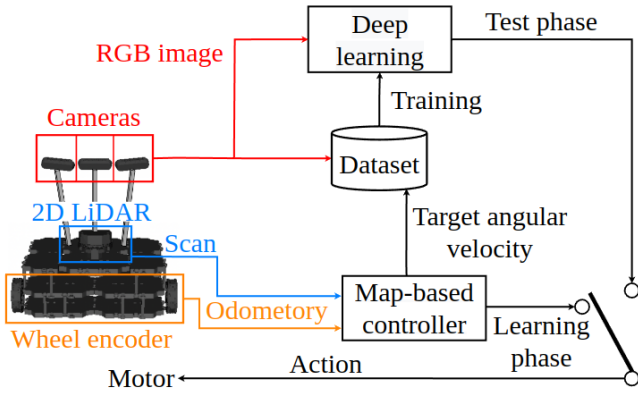 Deep
learning
Test phase
RGB image
Training
Cameras
Dataset
2D LiDAR
Scan
Target angular
velocity
Map-based
controller
Odometory
Wheel encoder
Learning
phase
Motor
Action